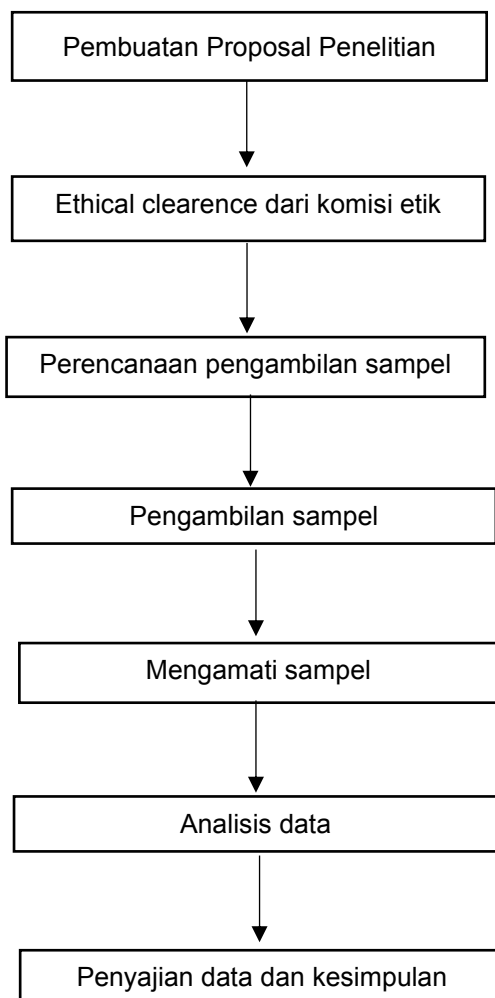 Pembuatan Proposal Penelitian
Ethical clearence dari komisi etik
Perencanaan pengambilan sampel
Pengambilan sampel
Mengamati sampel
Analisis data
Penyajian data dan kesimpulan